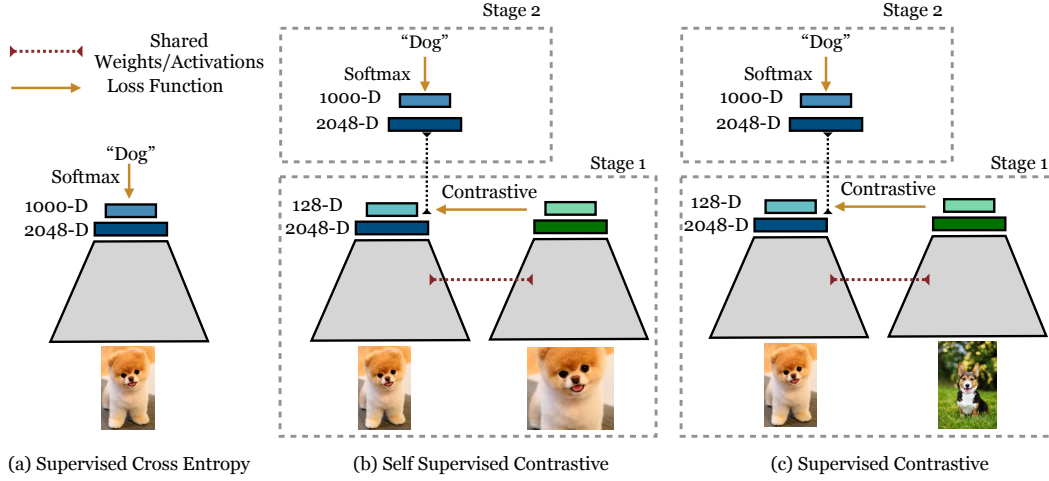 Shared
Weights/Activations
Loss Function
“Dog”
Softmax
1000-D
2048-D
(a) Supervised Cross Entropy
Stage 2
“Dog”
Softmax
1000-D
2048-D
Stage 1
Contrastive
128-D
2048-D
(b) Self Supervised Contrastive
Stage 2
“Dog”
Softmax
1000-D
2048-D
Stage 1
Contrastive
128-D
2048-D
(c) Supervised Contrastive